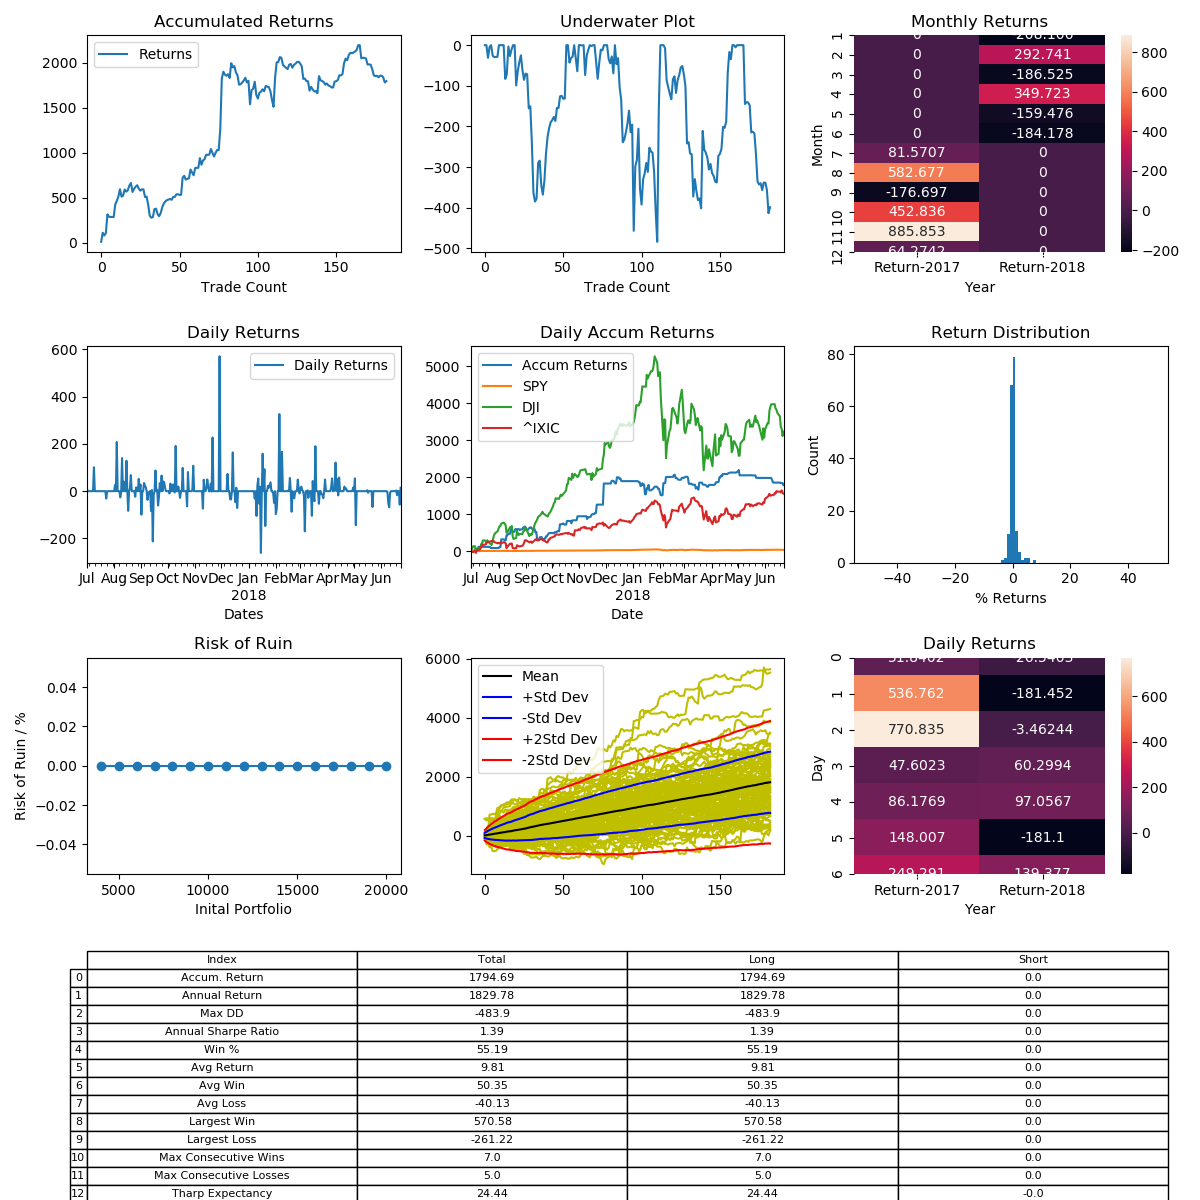 Accumulated Returns
Returns
2000
1500
1000
500
0
0 50 100 150
Trade Count
Underwater Plot
0
−100
−200
−300
−400
−500
0 50 100 150
Trade Count
Monthly Returns
Month
1 0
2 0 292.741
3 0 -186.525
4 0 349.723
5 0 -159.476
6 0 -184.178
7 81.5707 0
8 582.677 0
9 -176.697 0
10 452.836 0
11 885.853 0
12 64.2742 0
Return-2017 Return-2018
Year
800
600
400
200
0
−200
Daily Returns
Daily Returns
600
400
200
0
−200
Jul Aug Sep Oct Nov Dec Jan Feb Mar Apr May Jun
2018
Dates
Daily Accum Returns
Accum Returns
SPY
DJI
^IXIC
5000
4000
3000
2000
1000
0
Jul Aug Sep Oct Nov Dec Jan Feb Mar Apr May Jun
2018
Date
Return Distribution
Count
80
60
40
20
0
−40 −20 0 20 40
% Returns
Risk of Ruin
Risk of Ruin / %
0.04
0.02
0.00
−0.02
−0.04
5000 10000 15000 20000
Inital Portfolio
Mean
+Std Dev
-Std Dev
+2Std Dev
-2Std Dev
6000
4000
2000
0
0 50 100 150
Daily Returns
Day
0
1 536.762 -181.452
2 770.835 -3.46244
3 47.6023 60.2994
4 86.1769 97.0567
5 148.007 -181.1
6 249.291 139.377
Return-2017 Return-2018
Year
600
400
200
0
Index Total Long Short
0 Accum. Return 1794.69 1794.69 0.0
1 Annual Return 1829.78 1829.78 0.0
2 Max DD -483.9 -483.9 0.0
3 Annual Sharpe Ratio 1.39 1.39 0.0
4 Win % 55.19 55.19 0.0
5 Avg Return 9.81 9.81 0.0
6 Avg Win 50.35 50.35 0.0
7 Avg Loss -40.13 -40.13 0.0
8 Largest Win 570.58 570.58 0.0
9 Largest Loss -261.22 -261.22 0.0
10 Max Consecutive Wins 7.0 7.0 0.0
11 Max Consecutive Losses 5.0 5.0 0.0
12 Tharp Expectancy 24.44 24.44 -0.0